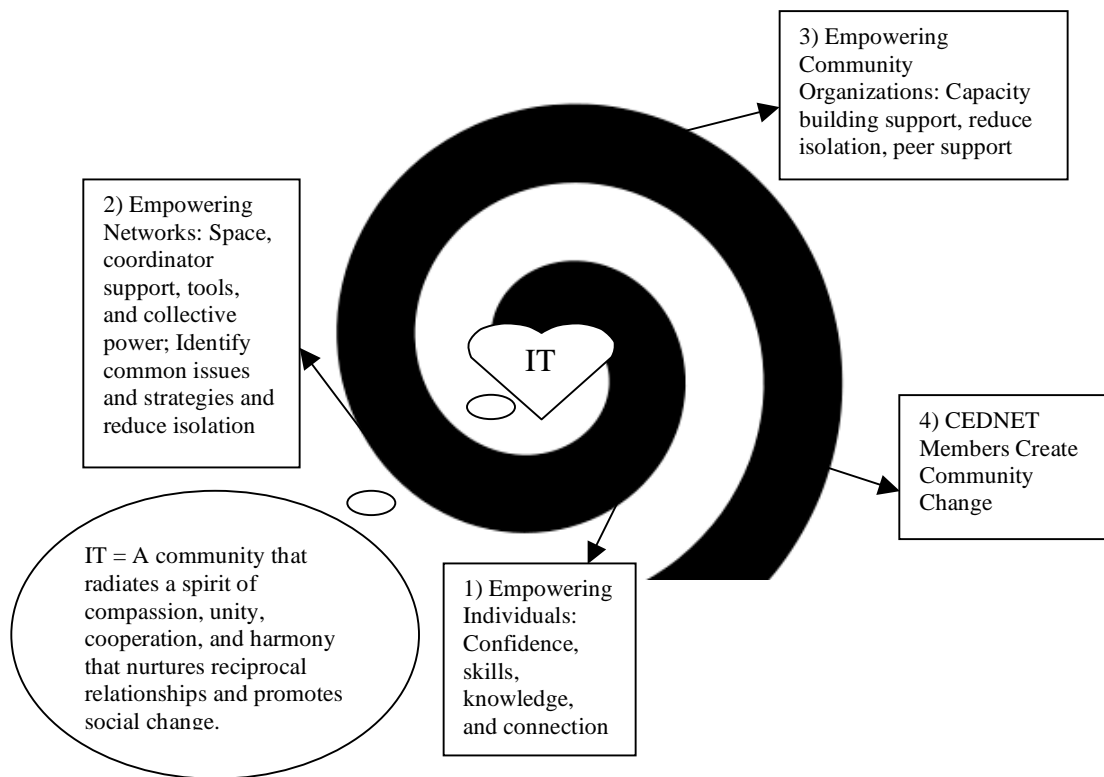 3) Empowering
Community
Organizations: Capacity
building support, reduce
isolation, peer support
2) Empowering
Networks: Space,
coordinator
support, tools,
and collective
power; Identify
common issues
and strategies and
reduce isolation
IT
4) CEDNET
Members Create
Community
Change
IT = A community that
radiates a spirit of
compassion, unity,
cooperation, and harmony
that nurtures reciprocal
relationships and promotes
social change.
1) Empowering
Individuals:
Confidence,
skills,
knowledge,
and connection